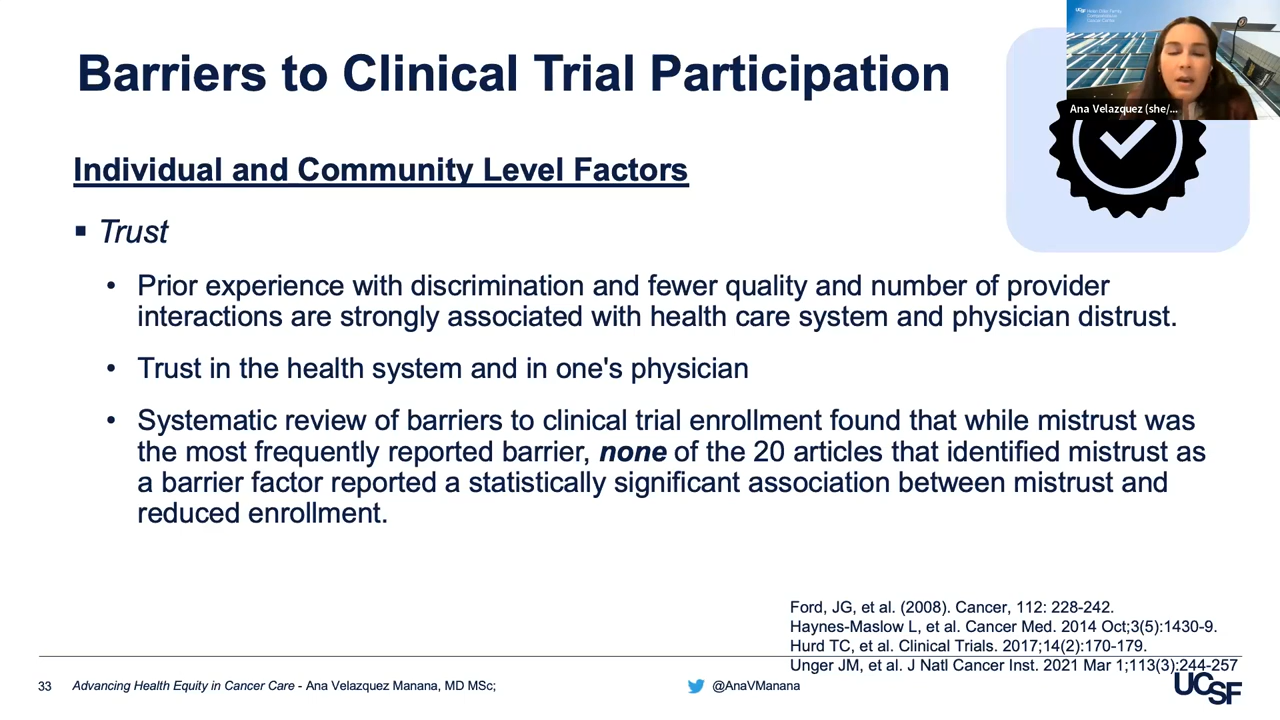 Barriers to Clinical Trial Participation
Ana Velazquez (she/...
Individual and Community Level Factors
▪ Trust
• Prior experience with discrimination and fewer quality and number of provider
interactions are strongly associated with health care system and physician distrust.
• Trust in the health system and in one's physician
• Systematic review of barriers to clinical trial enrollment found that while mistrust was
the most frequently reported barrier, none of the 20 articles that identified mistrust as
a barrier factor reported a statistically significant association between mistrust and
reduced enrollment.
Ford, JG, et al. (2008). Cancer, 112: 228-242.
Haynes-Maslow L, et al. Cancer Med. 2014 Oct;3(5):1430-9.
Hurd TC, et al. Clinical Trials. 2017;14(2):170-179.
Unger JM, et al. J Natl Cancer Inst. 2021 Mar 1;113(3):244-257
33 Advancing Health Equity in Cancer Care - Ana Velazquez Manana, MD MSc; @AnaVManana
UCSF